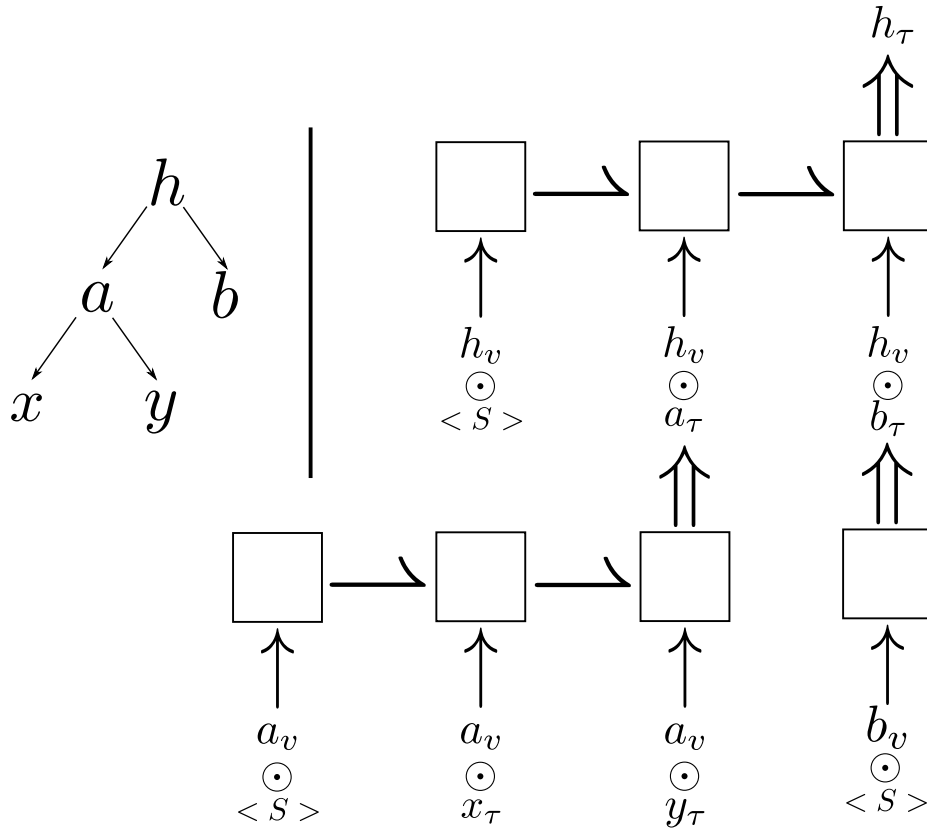 h
a b
x y
h_τ
h_v h_v h_v
⊙ ⊙ ⊙
< S > a_τ b_τ
a_v a_v a_v b_v
⊙ ⊙ ⊙ ⊙
< S > x_τ y_τ < S >